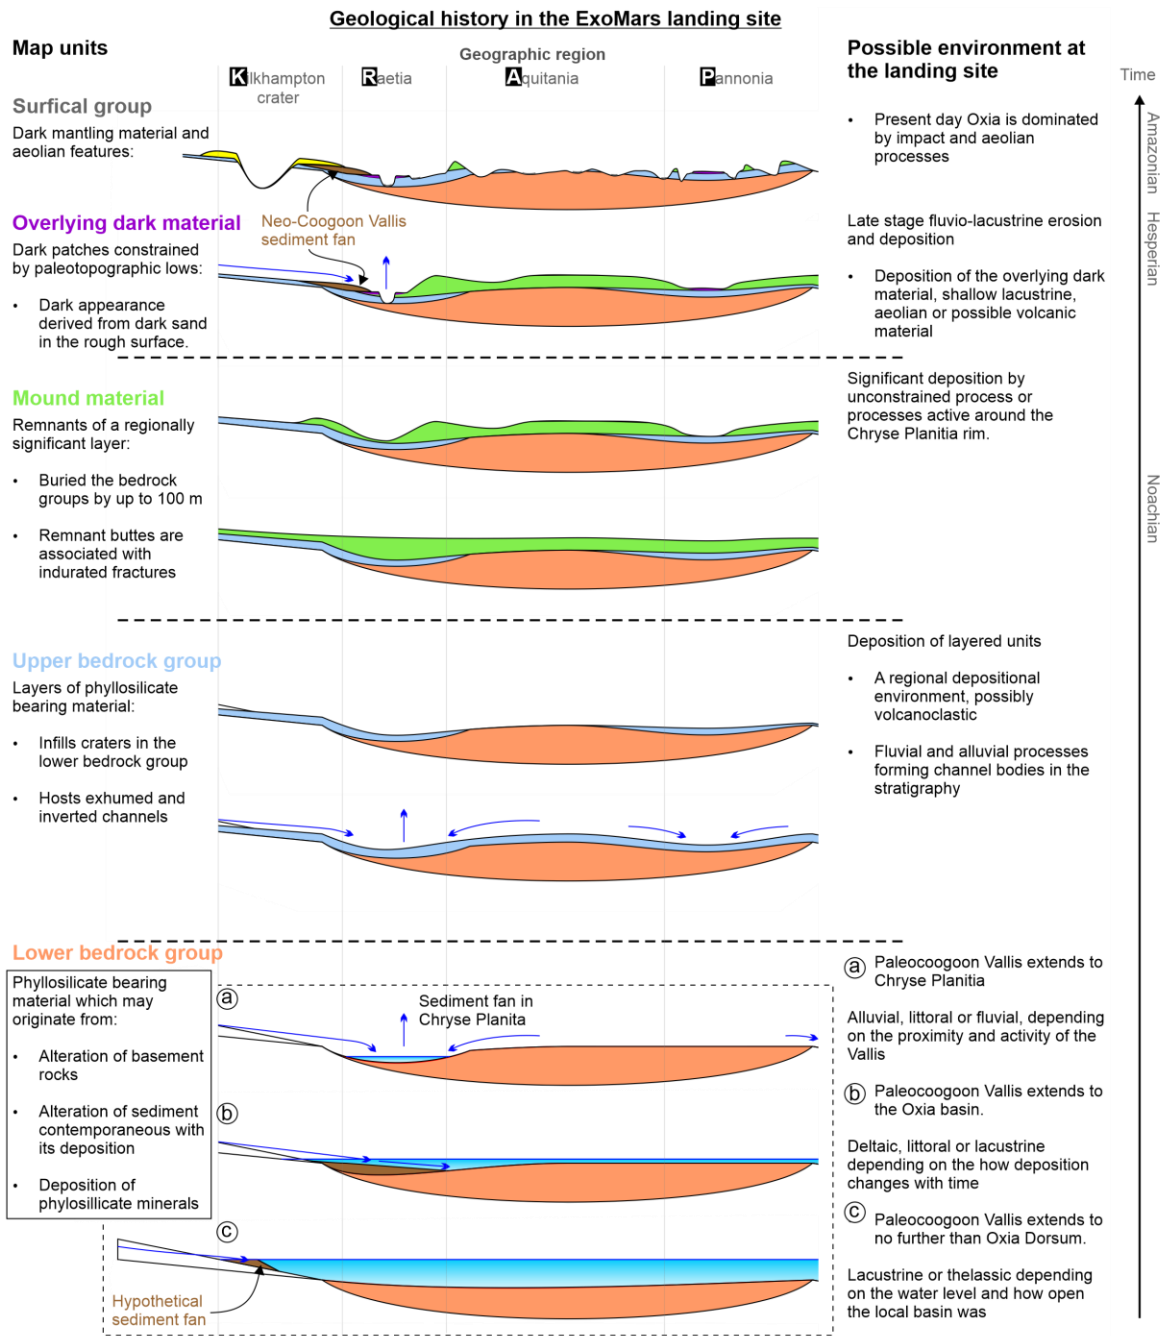 Geological history in the ExoMars landing site
Map units
Geographic region
Kilkhampton
crater
Raetia
Aquitania
Pannonia
Possible environment at
the landing site
Time
Surfical group
Dark mantling material and
aeolian features:
• Present day Oxia is dominated
by impact and aeolian
processes
Amazonian
Neo-Coogoon Vallis
sediment fan
Overlying dark material
Dark patches constrained
by paleotopographic lows:
• Dark appearance
derived from dark sand
in the rough surface.
Late stage fluvio-lacustrine erosion
and deposition
• Deposition of the overlying dark
material, shallow lacustrine,
aeolian or possible volcanic
material
Hesperian
Mound material
Remnants of a regionally
significant layer:
• Buried the bedrock
groups by up to 100 m
• Remnant buttes are
associated with
indurated fractures
Significant deposition by
unconstrained process or
processes active around the
Chryse Planitia rim.
Noachian
Upper bedrock group
Layers of phyllosilicate
bearing material:
• Infills craters in the
lower bedrock group
• Hosts exhumed and
inverted channels
Deposition of layered units
• A regional depositional
environment, possibly
volcanoclastic
• Fluvial and alluvial processes
forming channel bodies in the
stratigraphy
Lower bedrock group
Phyllosilicate bearing
material which may
originate from:
• Alteration of basement
rocks
• Alteration of sediment
contemporaneous with
its deposition
• Deposition of
phylosillicate minerals
a
Sediment fan in
Chryse Planita
b
c
Hypothetical
sediment fan
a Paleocoogoon Vallis extends to
Chryse Planitia
Alluvial, littoral or fluvial, depending
on the proximity and activity of the
Vallis
b Paleocoogoon Vallis extends to
the Oxia basin.
Deltaic, littoral or lacustrine
depending on the how deposition
changes with time
c Paleocoogoon Vallis extends to
no further than Oxia Dorsum.
Lacustrine or thelassic depending
on the water level and how open
the local basin was